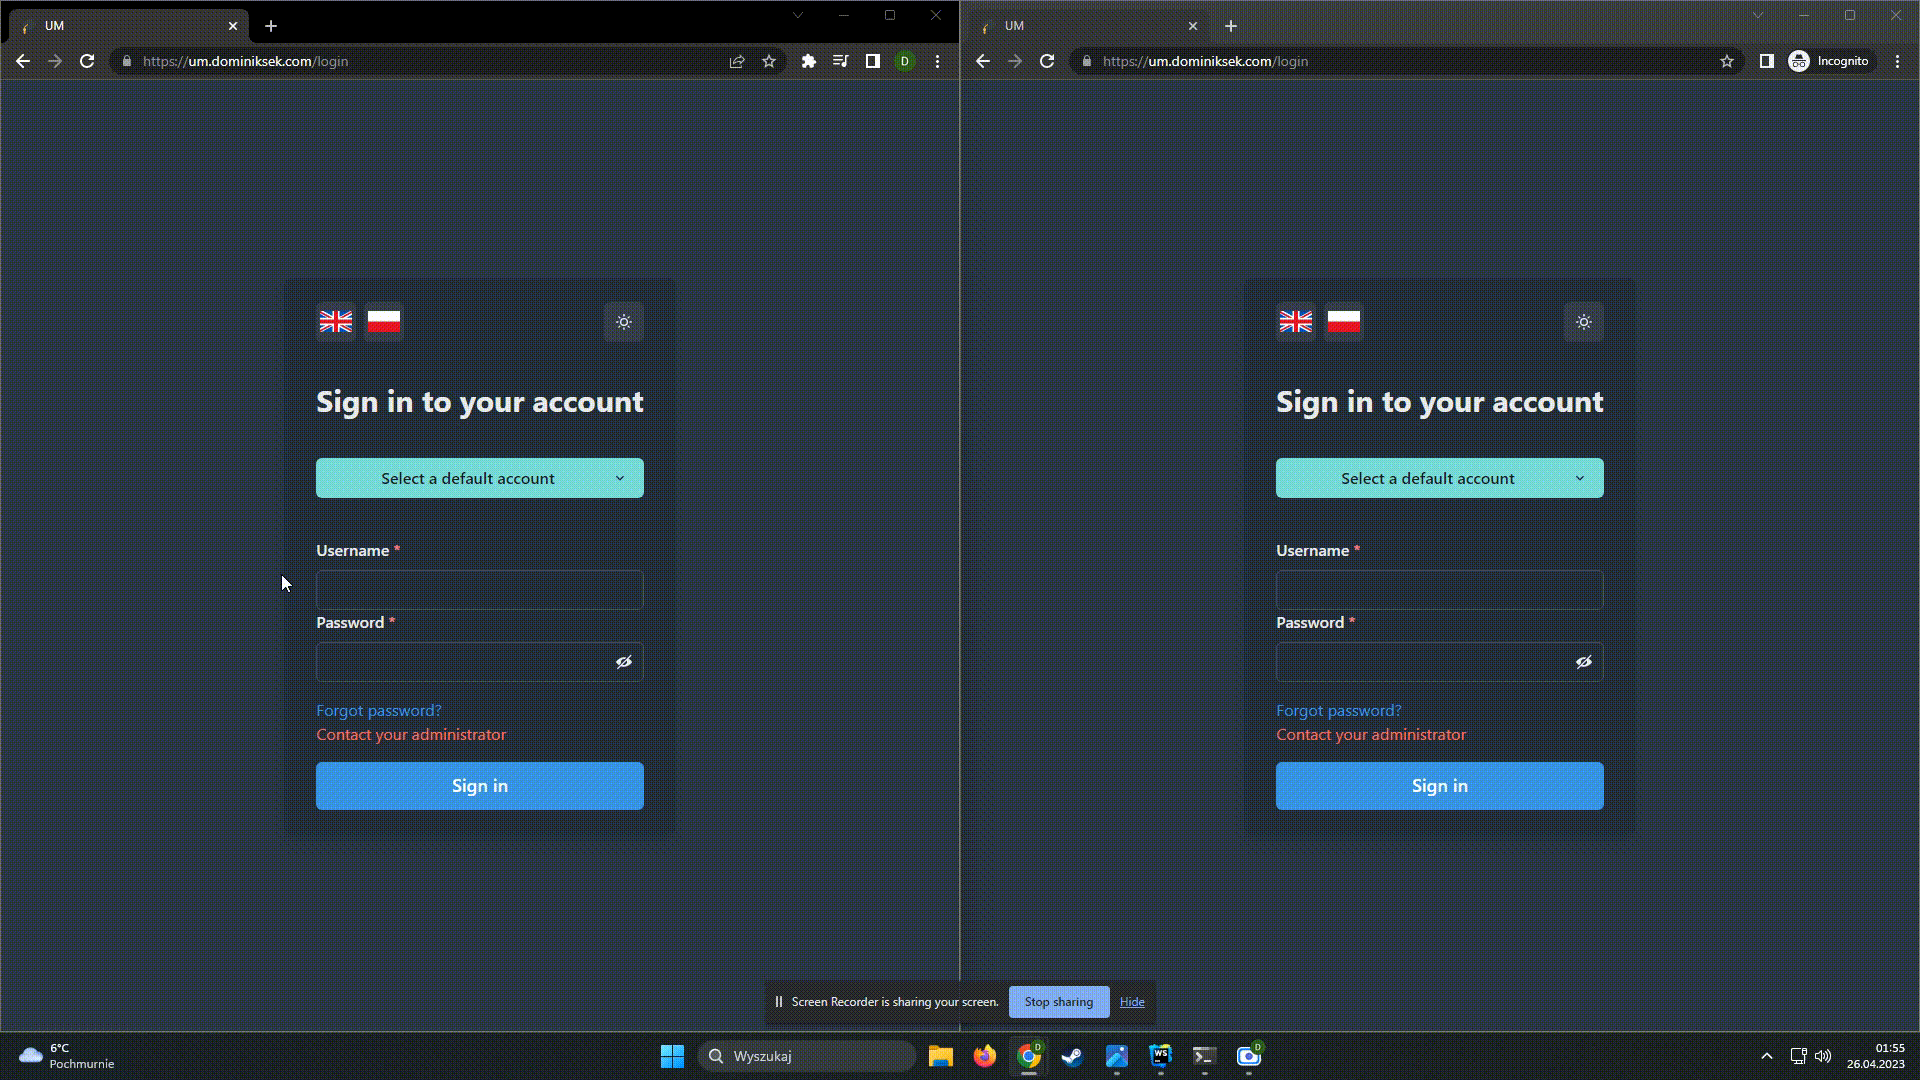 UM
https://um.dominiksek.com/login
D
Sign in to your account
Select a default account
Username *
Password *
Forgot password?
Contact your administrator
Sign in
UM
https://um.dominiksek.com/login
Incognito
Sign in to your account
Select a default account
Username *
Password *
Forgot password?
Contact your administrator
Sign in
Screen Recorder is sharing your screen.
Stop sharing
Hide
6°C
Pochmurnie
Wyszukaj
D
WS
D
01:55
26.04.2023